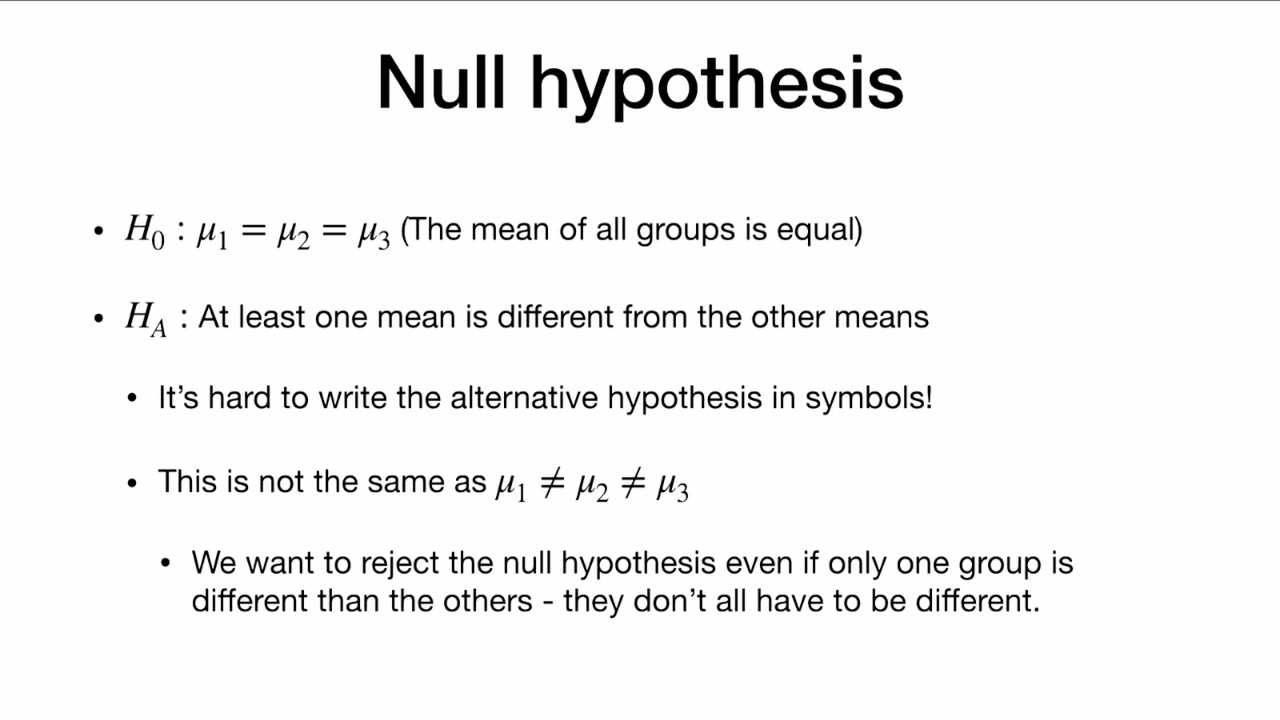 Null hypothesis
• H₀ : μ₁ = μ₂ = μ₃ (The mean of all groups is equal)
• H_A : At least one mean is different from the other means
• It’s hard to write the alternative hypothesis in symbols!
• This is not the same as μ₁ ≠ μ₂ ≠ μ₃
• We want to reject the null hypothesis even if only one group is
different than the others - they don’t all have to be different.